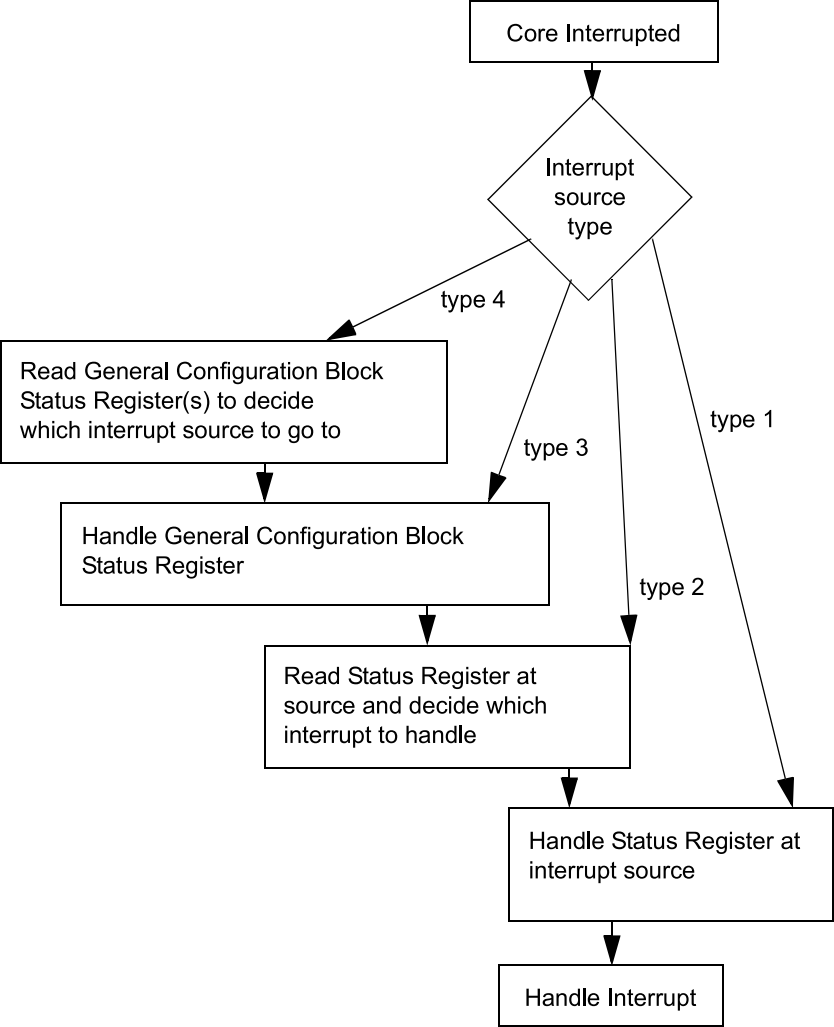 Core Interrupted
Interrupt
source
type
type 4
Read General Configuration Block
Status Register(s) to decide
which interrupt source to go to
type 1
type 3
Handle General Configuration Block
Status Register
type 2
Read Status Register at
source and decide which
interrupt to handle
Handle Status Register at
interrupt source
Handle Interrupt